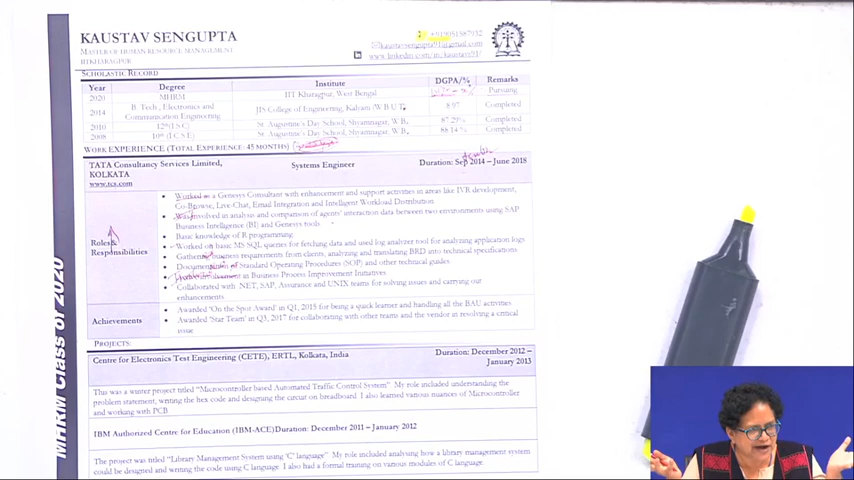 KAUSTAV SENGUPTA
MASTER OF HUMAN RESOURCE MANAGEMENT
IIT KHARAGPUR
+919051587932
kaustavsengupta91@gmail.com
www.linkedin.com/in/kaustav51/
SCHOLASTIC RECORD
Year Degree Institute DGPA/% Remarks
2020 MHRM IIT Kharagpur, West Bengal Pursuing
2014 B. Tech, Electronics and Communication Engineering JIS College of Engineering, Kalyani (W.B.U.T) 8.97 Completed
2010 12th (I.S.C) St. Augustine's Day School, Shyamnagar, W.B. 87.29% Completed
2008 10th (I.C.S.E) St. Augustine's Day School, Shyamnagar, W.B. 88.14% Completed
WORK EXPERIENCE (TOTAL EXPERIENCE: 45 MONTHS)
TATA Consultancy Services Limited, KOLKATA
www.tcs.com
Systems Engineer
Duration: Sep 2014 – June 2018
Roles & Responsibilities
• Worked as a Genesys Consultant with enhancement and support activities in areas like IVR development,
Co-Browse, Live Chat, Email Integration and Intelligent Workload Distribution
• Was involved in analysis and comparison of agents' interaction data between two environments using SAP
Business Intelligence (BI) and Genesys tools
• Basic knowledge of R programming
• Worked on basic MS SQL queries for fetching data and used log analyzer tool for analyzing application logs
• Gathering business requirements from clients, analyzing and translating BRD into technical specifications
• Documentation of Standard Operating Procedures (SOP) and other technical guides
• in Business Process Improvement Initiatives
• Collaborated with .NET, SAP, Assurance and UNIX teams for solving issues and carrying out
enhancements
Achievements
• Awarded 'On the Spot Award' in Q1, 2015 for being a quick learner and handling all the BAU activities
• Awarded 'Star Team' in Q3, 2017 for collaborating with other teams and the vendor in resolving a critical
issue
PROJECTS:
Centre for Electronics Test Engineering (CETE), ERTL, Kolkata, India Duration: December 2012 –
January 2013
This was a winter project titled "Microcontroller based Automated Traffic Control System" My role included understanding the
problem statement, writing the hex code and designing the circuit on breadboard. I also learned various nuances of Microcontroller
and working with PCB
IBM Authorized Centre for Education (IBM-ACE)Duration: December 2011 – January 2012
The project was titled "Library Management System using 'C' language" My role included analysing how a library management system
could be designed and writing the code using C language. I also had a formal training on various modules of C language.
MHRM Class of 2020